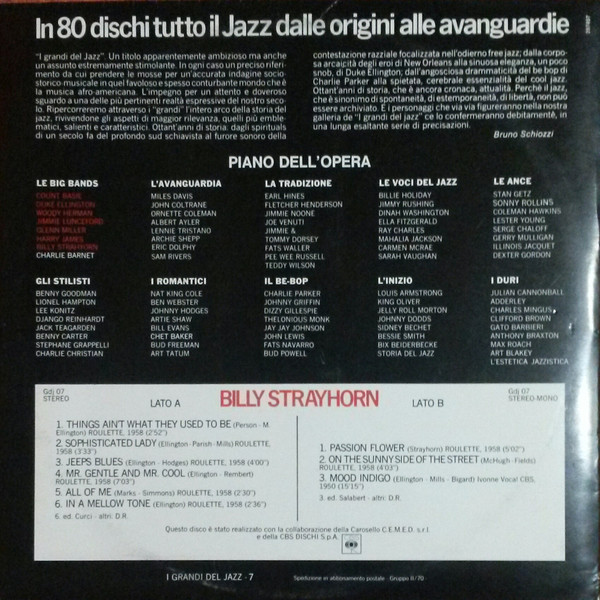 In 80 dischi tutto il Jazz dalle origini alle avanguardie
"I grandi del Jazz". Un titolo apparentemente ambizioso ma anche
un assunto estremamente stimolante. In ogni caso un preciso riferi-
mento da cui prendere le mosse per un'accurata indagine socio-
storico-musicale in quel favoloso e spesso conturbante mondo che è
la musica afro-americana. L'impegno per un attento e doveroso
sguardo a una delle più pertinenti realtà espressive del nostro seco-
lo. Ripercorreremo attraverso i "grandi" l'intero arco della storia del
jazz, rivivendone gli aspetti di maggior rilevanza, quelli più emble-
matici, salienti e caratteristici. Ottant'anni di storia: dagli spirituals
di un secolo fa del profondo sud schiavista al furore sonoro della
contestazione razziale focalizzata nell'odierno free jazz; dalla corpo-
sa arcaicità degli eroi di New Orleans alla sinuosa eleganza, un poco
snob, di Duke Ellington; dall'angosciosa drammaticità del be bop di
Charlie Parker alla spietata, cerebrale essenzialità del cool jazz.
Ottant'anni di storia, che è ancora cronaca, attualità. Perché il jazz,
che è sinonimo di spontaneità, di estemporaneità, di libertà, non può
essere archiviato. E i personaggi che via via figureranno nella nostra
galleria de "I grandi del jazz" ce lo confermeranno debitamente, in
una lunga esaltante serie di precisazioni.
Bruno Schiozzi
PIANO DELL'OPERA
LE BIG BANDS
COUNT BASIE
DUKE ELLINGTON
WOODY HERMAN
JIMMIE LUNCEFORD
GLENN MILLER
HARRY JAMES
BILLY STRAYHORN
CHARLIE BARNET
L'AVANGUARDIA
MILES DAVIS
JOHN COLTRANE
ORNETTE COLEMAN
ALBERT AYLER
LENNIE TRISTANO
ARCHIE SHEPP
ERIC DOLPHY
SAM RIVERS
LA TRADIZIONE
EARL HINES
FLETCHER HENDERSON
JIMMIE NOONE
JOE VENUTI
JIMMIE &
TOMMY DORSEY
FATS WALLER
PEE WEE RUSSELL
TEDDY WILSON
LE VOCI DEL JAZZ
BILLIE HOLIDAY
JIMMY RUSHING
DINAH WASHINGTON
ELLA FITZGERALD
RAY CHARLES
MAHALIA JACKSON
CARMEN MCRAE
SARAH VAUGHAN
LE ANCE
STAN GETZ
SONNY ROLLINS
COLEMAN HAWKINS
LESTER YOUNG
SERGE CHALOFF
GERRY MULLIGAN
ILLINOIS JACQUET
DEXTER GORDON
GLI STILISTI
BENNY GOODMAN
LIONEL HAMPTON
LEE KONITZ
DJANGO REINHARDT
JACK TEAGARDEN
BENNY CARTER
STEPHANE GRAPPELLI
CHARLIE CHRISTIAN
I ROMANTICI
NAT KING COLE
BEN WEBSTER
JOHNNY HODGES
ARTIE SHAW
BILL EVANS
CHET BAKER
BUD FREEMAN
ART TATUM
IL BE-BOP
CHARLIE PARKER
JOHNNY GRIFFIN
DIZZY GILLESPIE
THELONIOUS MONK
JAY JAY JOHNSON
JOHN LEWIS
FATS NAVARRO
BUD POWELL
L'INIZIO
LOUIS ARMSTRONG
KING OLIVER
JELLY ROLL MORTON
JOHNNY DODDS
SIDNEY BECHET
BESSIE SMITH
BIX BEIDERBECKE
STORIA DEL JAZZ
I DURI
JULIAN CANNONBALL
ADDERLEY
CHARLES MINGUS
CLIFFORD BROWN
GATO BARBIERI
ANTHONY BRAXTON
MAX ROACH
ART BLAKEY
L'ESTETICA JAZZISTICA
Gdj 07
STEREO
LATO A
BILLY STRAYHORN
LATO B
Gdj 07
STEREO-MONO
1. THINGS AIN'T WHAT THEY USED TO BE (Person - M.
Ellington) ROULETTE, 1958 (2'52")
2. SOPHISTICATED LADY (Ellington - Parish - Mills) ROULETTE,
1958 (3'33")
3. JEEPS BLUES (Ellington - Hodges) ROULETTE, 1958 (4'00")
4. MR. GENTLE AND MR. COOL (Ellington - Rembert)
ROULETTE, 1958 (7'03")
5. ALL OF ME (Marks - Simmons) ROULETTE, 1958 (2'30")
6. IN A MELLOW TONE (Ellington) ROULETTE, 1958 (2'36")
6. ed. Curci - altri: D.R.
1. PASSION FLOWER (Strayhorn) ROULETTE, 1958 (5'02")
2. ON THE SUNNY SIDE OF THE STREET (McHugh - Fields)
ROULETTE, 1958 (4'03")
3. MOOD INDIGO (Ellington - Mills - Bigard) Ivonne Vocal CBS,
1950 (15'15")
3. ed. Salabert - altri: D.R.
Questo disco è stato realizzato con la collaborazione della Carosello C.E.M.E.D. s.r.l.
e della CBS DISCHI S.p.A.
I GRANDI DEL JAZZ - 7
Spedizione in abbonamento postale - Gruppo II/70